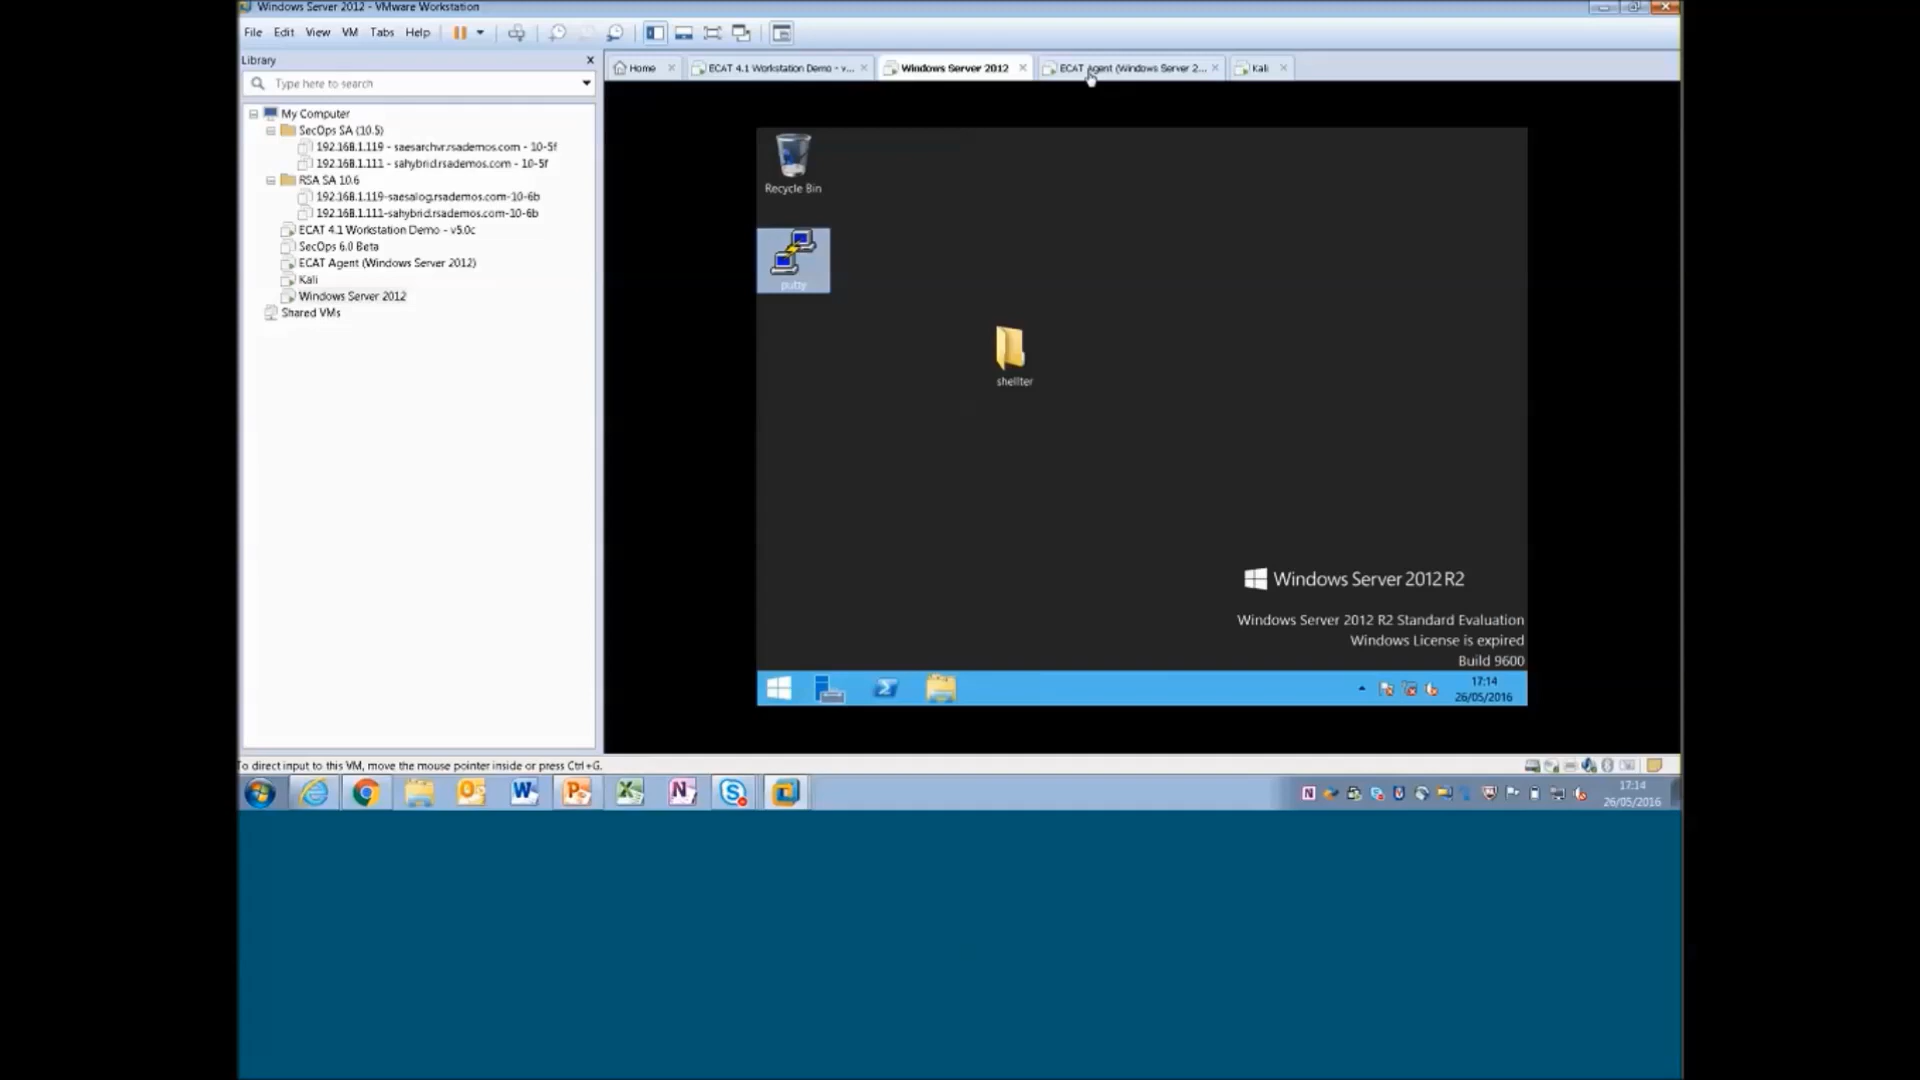 Windows Server 2012 - VMware Workstation
File Edit View VM Tabs Help
Library
Type here to search
My Computer
SecOps SA (10.5)
192.168.1.119 - saesarchvr.rsademos.com - 10-5f
192.168.1.111 - sahybrid.rsademos.com - 10-5f
RSA SA 10.6
192.168.1.119-saesalog.rsademos.com-10-6b
192.168.1.111-sahybrid.rsademos.com-10-6b
ECAT 4.1 Workstation Demo - v5.0c
SecOps 6.0 Beta
ECAT Agent (Windows Server 2012)
Kali
Windows Server 2012
Shared VMs
Home
ECAT 4.1 Workstation Demo - v...
Windows Server 2012
ECAT Agent (Windows Server 2...
Kali
Recycle Bin
putty
shellter
Windows Server 2012 R2
Windows Server 2012 R2 Standard Evaluation
Windows License is expired
Build 9600
17:14
26/05/2016
To direct input to this VM, move the mouse pointer inside or press Ctrl+G.
17:14
26/05/2016